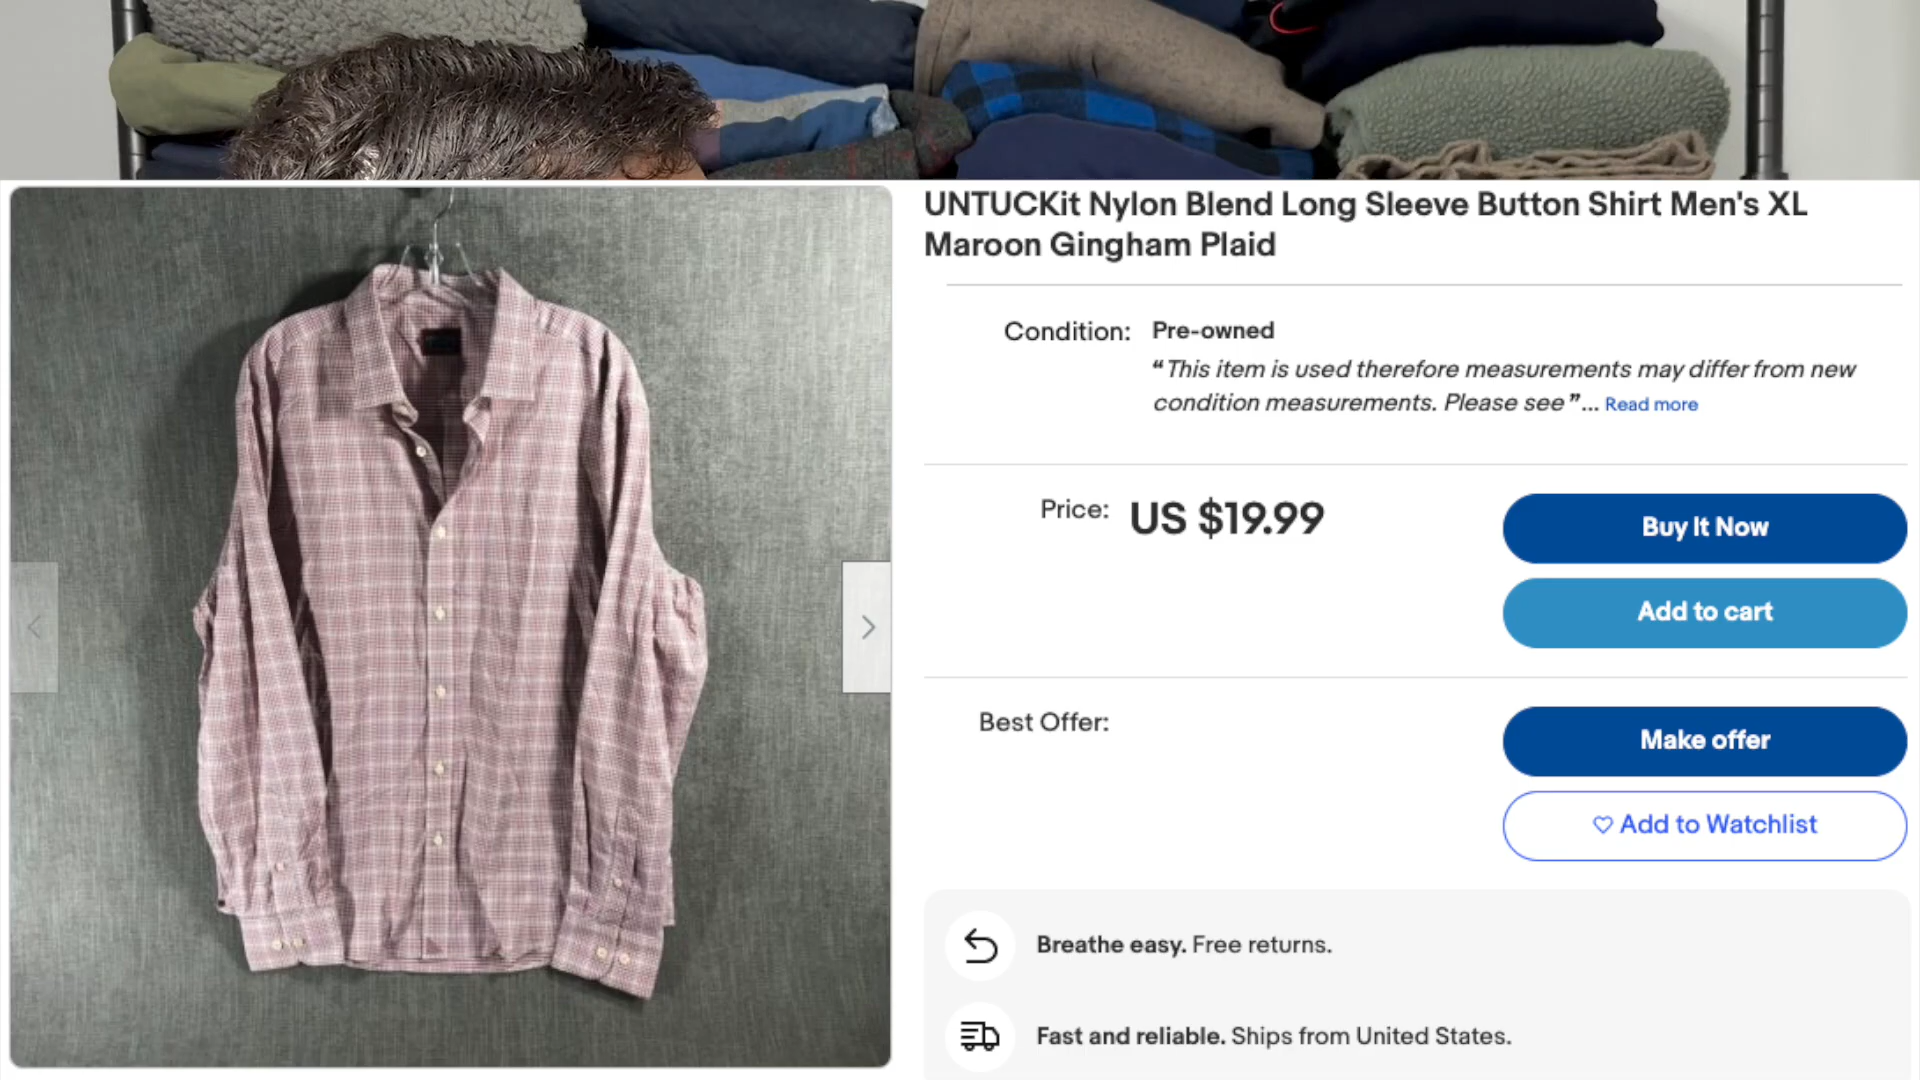 UNTUCKit Nylon Blend Long Sleeve Button Shirt Men's XL
Maroon Gingham Plaid
Condition: Pre-owned
“This item is used therefore measurements may differ from new
condition measurements. Please see ”... Read more
Price: US $19.99
Buy It Now
Add to cart
Best Offer:
Make offer
Add to Watchlist
Breathe easy. Free returns.
Fast and reliable. Ships from United States.